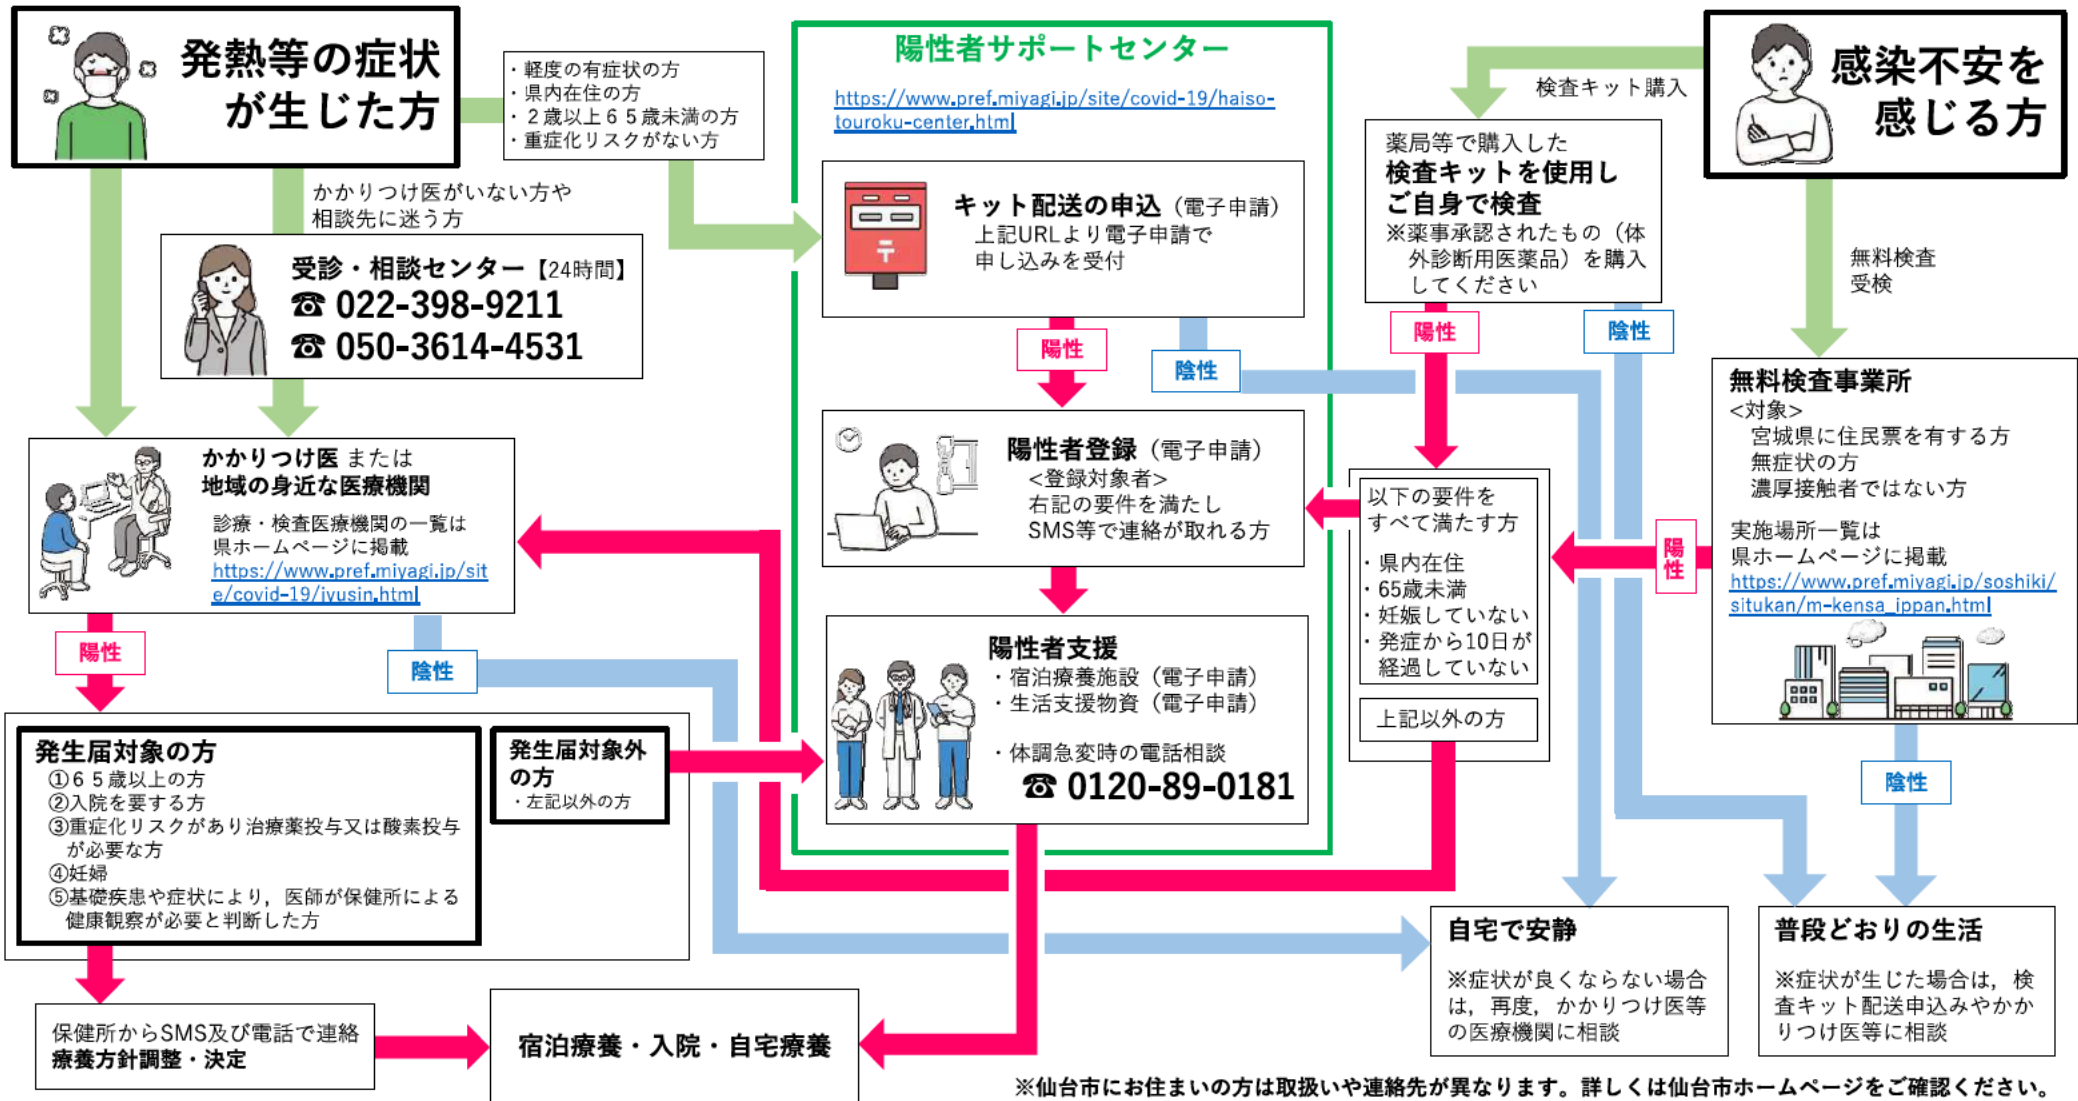 発熱等の症状
が生じた方
・軽度の有症状の方
・県内在住の方
・２歳以上６５歳未満の方
・重症化リスクがない方
かかりつけ医がいない方や
相談先に迷う方
受診・相談センター【24時間】
☎ 022-398-9211
☎ 050-3614-4531
かかりつけ医 または
地域の身近な医療機関
診療・検査医療機関の一覧は
県ホームページに掲載
https://www.pref.miyagi.jp/sit
e/covid-19/jyusin.html
陽性
陰性
発生届対象の方
①６５歳以上の方
②入院を要する方
③重症化リスクがあり治療薬投与又は酸素投与
が必要な方
④妊婦
⑤基礎疾患や症状により，医師が保健所による
健康観察が必要と判断した方
発生届対象外
の方
・左記以外の方
保健所からSMS及び電話で連絡
療養方針調整・決定
宿泊療養・入院・自宅療養
陽性者サポートセンター
https://www.pref.miyagi.jp/site/covid-19/haiso-
touroku-center.html
キット配送の申込（電子申請）
上記URLより電子申請で
申し込みを受付
陽性
陰性
陽性者登録（電子申請）
<登録対象者>
右記の要件を満たし
SMS等で連絡が取れる方
陽性者支援
・宿泊療養施設（電子申請）
・生活支援物資（電子申請）
・体調急変時の電話相談
☎ 0120-89-0181
感染不安を
感じる方
検査キット購入
薬局等で購入した
検査キットを使用し
ご自身で検査
※薬事承認されたもの（体
外診断用医薬品）を購入
してください
陽性
陰性
無料検査
受検
以下の要件を
すべて満たす方
・県内在住
・65歳未満
・妊娠していない
・発症から10日が
経過していない
上記以外の方
無料検査事業所
<対象>
宮城県に住民票を有する方
無症状の方
濃厚接触者ではない方
実施場所一覧は
県ホームページに掲載
https://www.pref.miyagi.jp/soshiki/
situkan/m-kensa_ippan.html
陽性
陰性
自宅で安静
※症状が良くならない場合
は，再度，かかりつけ医等
の医療機関に相談
普段どおりの生活
※症状が生じた場合は，検
査キット配送申込みやかか
りつけ医等に相談
※仙台市にお住まいの方は取扱いや連絡先が異なります。詳しくは仙台市ホームページをご確認ください。